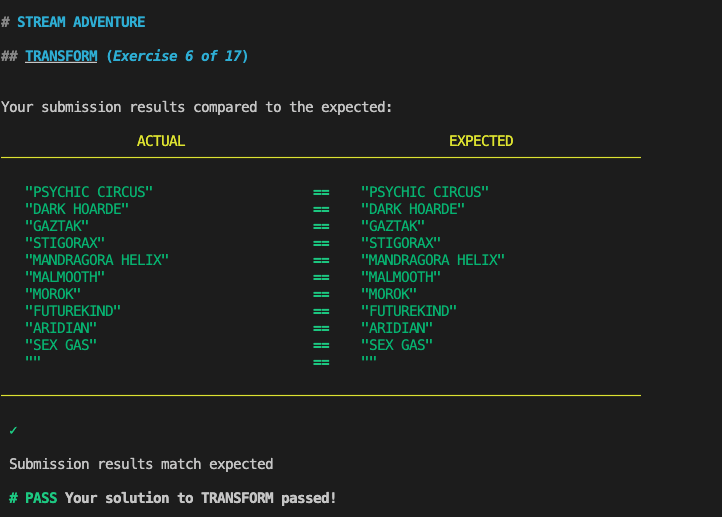 # STREAM ADVENTURE
## TRANSFORM (Exercise 6 of 17)
Your submission results compared to the expected:
ACTUAL EXPECTED
"PSYCHIC CIRCUS" == "PSYCHIC CIRCUS"
"DARK HOARDE" == "DARK HOARDE"
"GAZTAK" == "GAZTAK"
"STIGORAX" == "STIGORAX"
"MANDRAGORA HELIX" == "MANDRAGORA HELIX"
"MALMOOTH" == "MALMOOTH"
"MOROK" == "MOROK"
"FUTUREKIND" == "FUTUREKIND"
"ARIDIAN" == "ARIDIAN"
"SEX GAS" == "SEX GAS"
"" == ""
✓
Submission results match expected
# PASS Your solution to TRANSFORM passed!